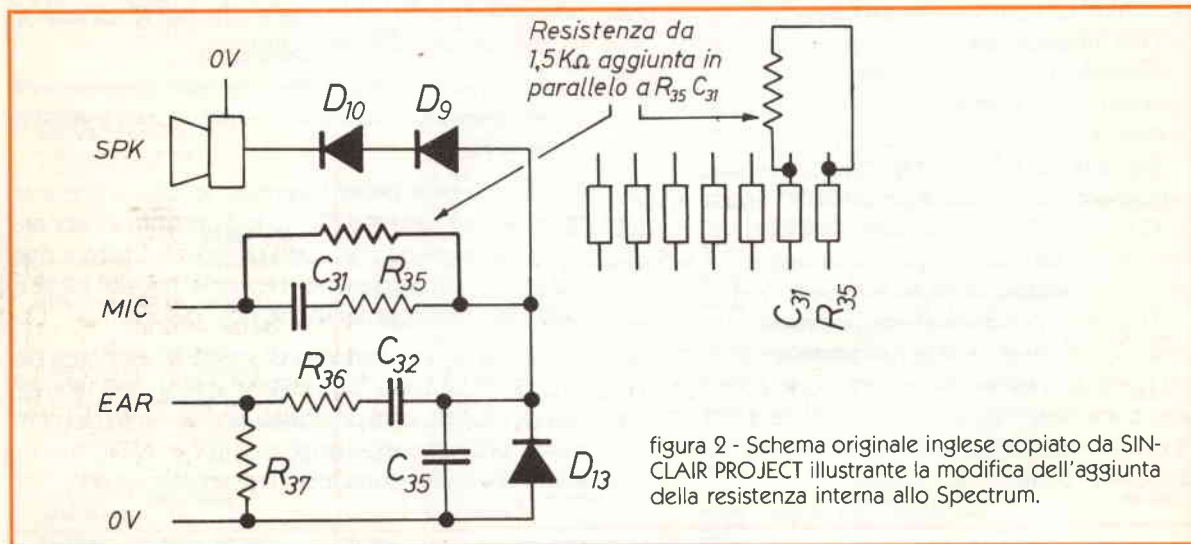 Resistenza da
1,5KΩ aggiunta in
parallelo a R35 C31
0V
D10
D9
SPK
C31
R35
MIC
C31
R35
R36
C32
EAR
R37
C35
D13
0V
figura 2 - Schema originale inglese copiato da SIN-
CLAIR PROJECT illustrante la modifica dell'aggiunta
della resistenza interna allo Spectrum.